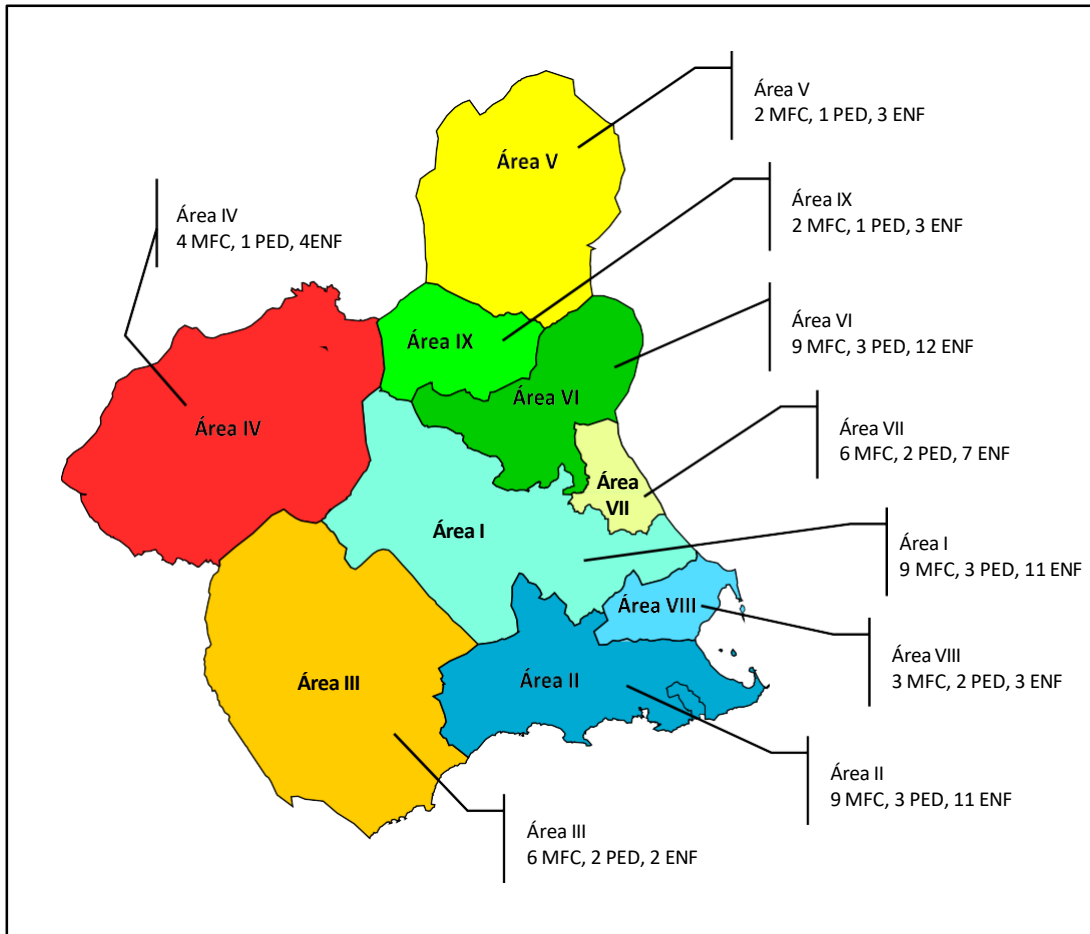 Área V
2 MFC, 1 PED, 3 ENF
Área V
Área IX
2 MFC, 1 PED, 3 ENF
Área IV
4 MFC, 1 PED, 4ENF
Área VI
9 MFC, 3 PED, 12 ENF
Área IX
Área VI
Área IV
Área VII
6 MFC, 2 PED, 7 ENF
Área
VII
Área I
Área I
9 MFC, 3 PED, 11 ENF
Área VIII
Área VIII
3 MFC, 2 PED, 3 ENF
Área III
Área II
Área II
9 MFC, 3 PED, 11 ENF
Área III
6 MFC, 2 PED, 2 ENF